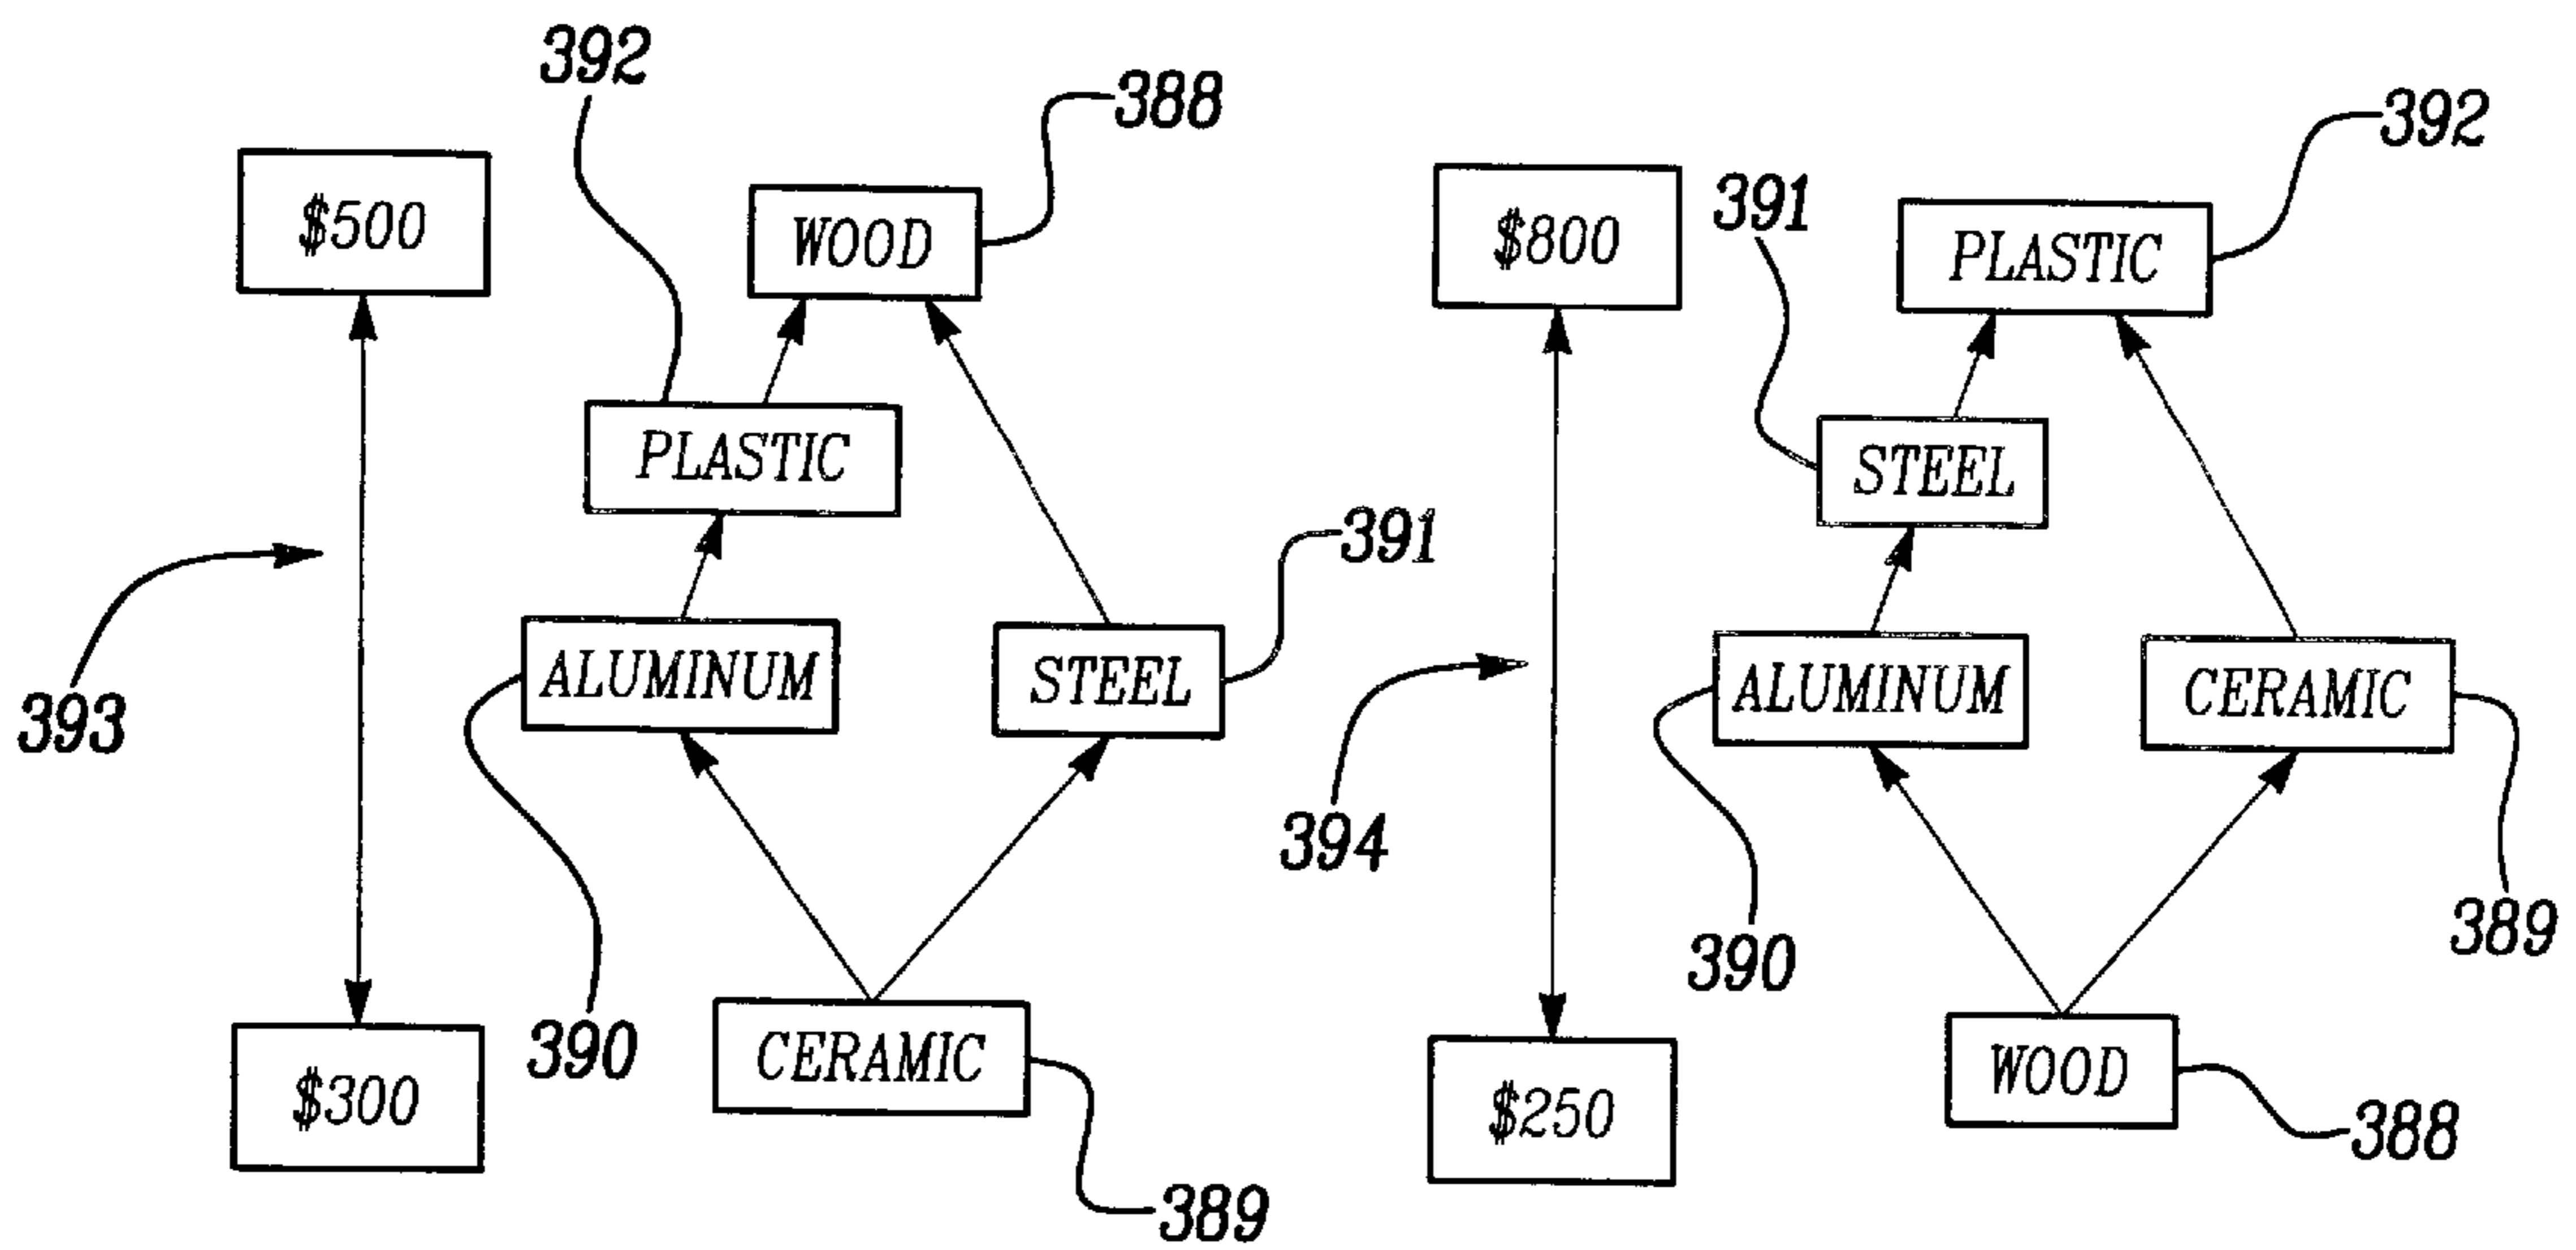 392
388
$500
WOOD
PLASTIC
391
393
ALUMINUM
STEEL
390
CERAMIC
$300
389
392
$800
391
PLASTIC
STEEL
394
ALUMINUM
CERAMIC
390
389
$250
WOOD
388